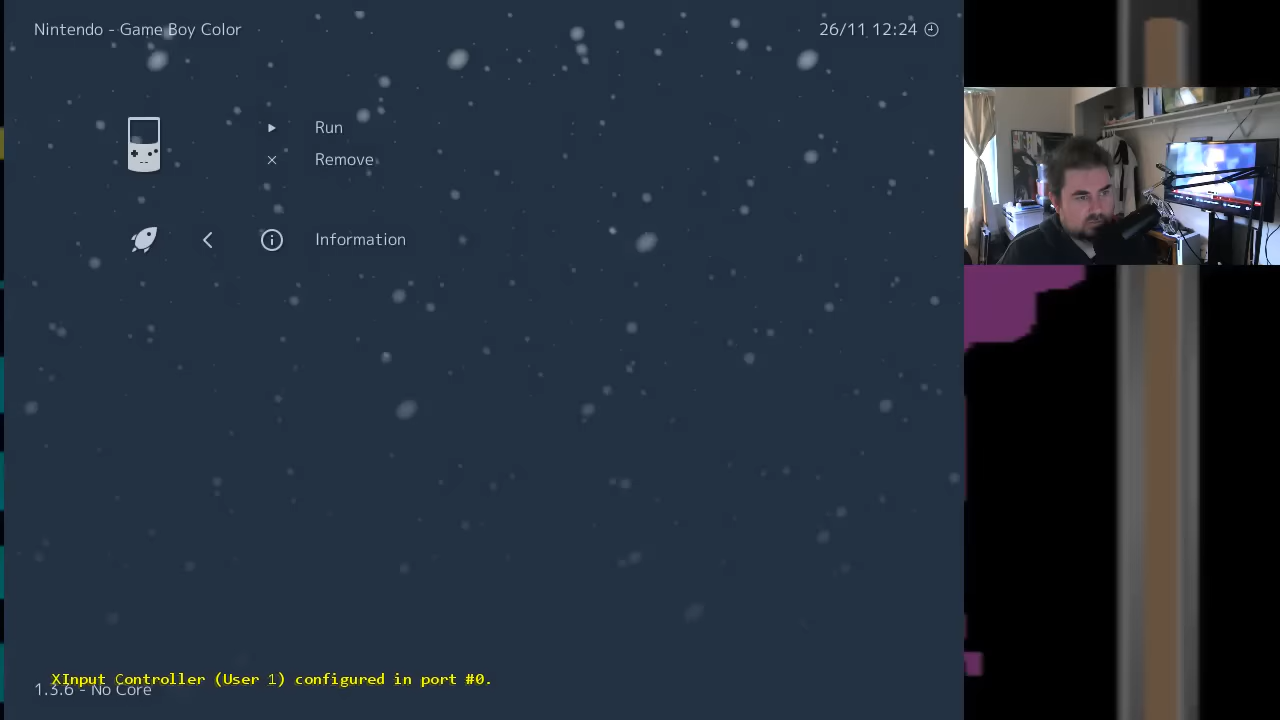 Nintendo - Game Boy Color
26/11 12:24
Run
Remove
Information
XInput Controller (User 1) configured in port #0.
1.3.6 - No Core